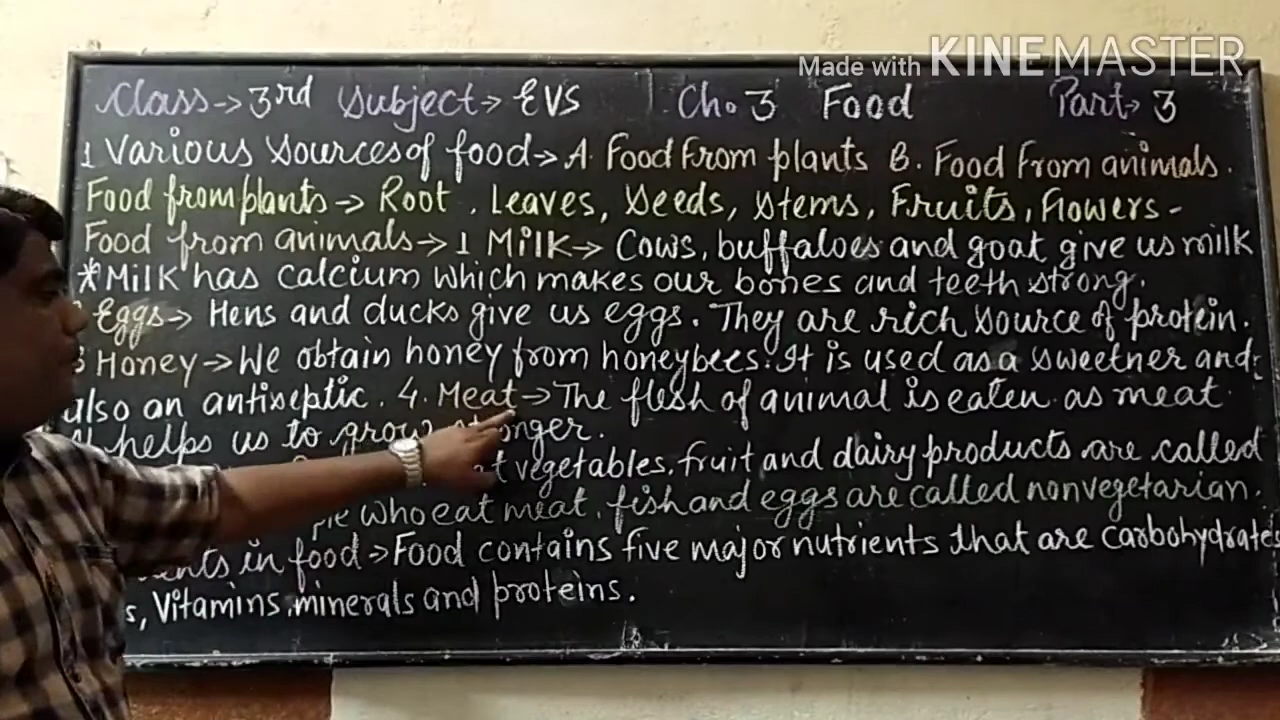 Made with KINEMASTER
Class→ 3rd Subject→ EVS Ch. 3 Food Part→ 3
1 Various sources of food→ A. Food from plants B. Food from animals.
Food from plants→ Root, Leaves, Seeds, Stems, Fruits, Flowers-
Food from animals→ 1 Milk→ Cows, buffaloes and goat give us milk
*Milk has calcium which makes our bones and teeth strong.
Eggs→ Hens and ducks give us eggs. They are rich source of protein.
3 Honey→ We obtain honey from honeybees. It is used as a sweetner and
also an antiseptic. 4. Meat→ The flesh of animal is eaten as meat
helps us to grow
vegetables, fruit and dairy products are called
who eat meat, fish and eggs are called nonvegetarian.
in food→ Food contains five major nutrients that are carbohydrates
Vitamins, minerals and proteins.